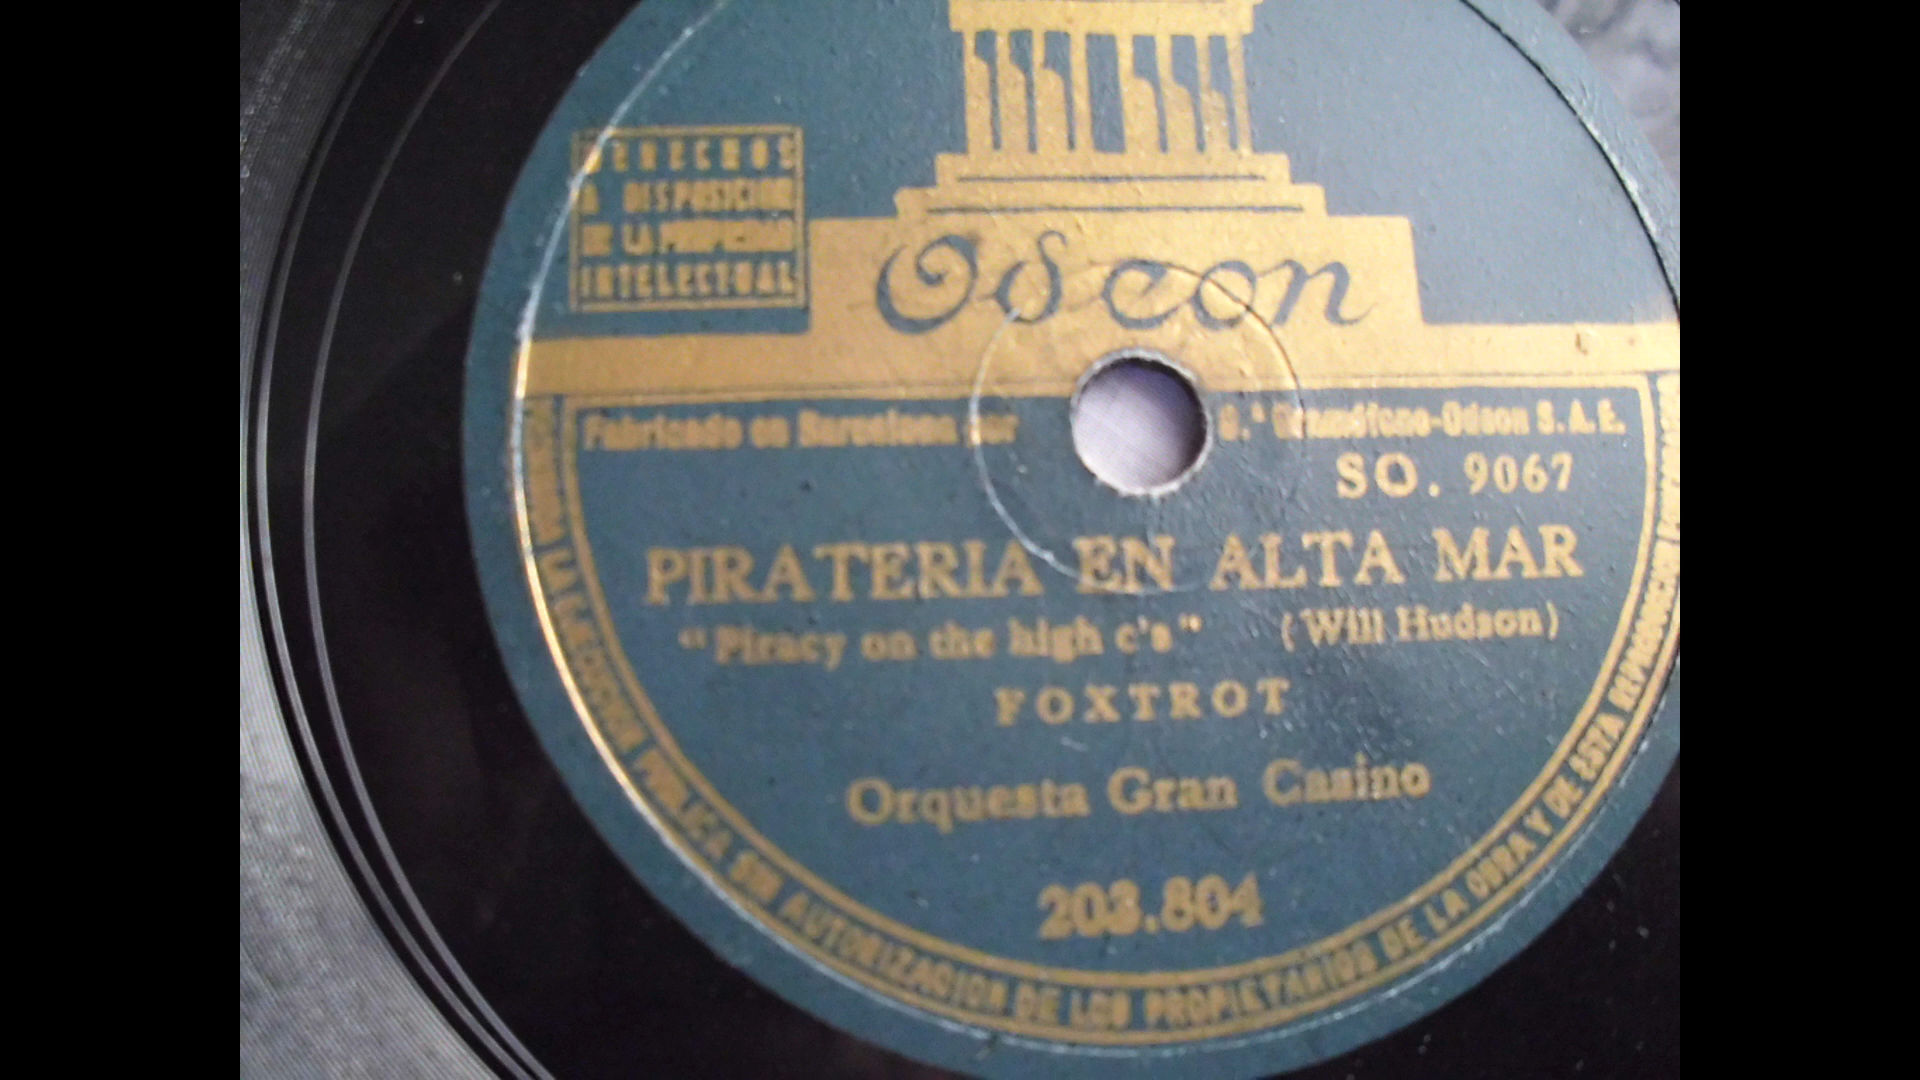 DERECHOS
A DISPOSICION
DE LA PROPIEDAD
INTELECTUAL
Odeon
Fabricado en Barcelona por C.ª Gramófono-Odeon S.A.E.
SO. 9067
PIRATERIA EN ALTA MAR
"Piracy on the high c's" (Will Hudson)
FOXTROT
Orquesta Gran Casino
203.804
LA EJECUCION PUBLICA SIN AUTORIZACION DE LOS PROPIETARIOS DE LA OBRA Y DE ESTA REPRODUCCION